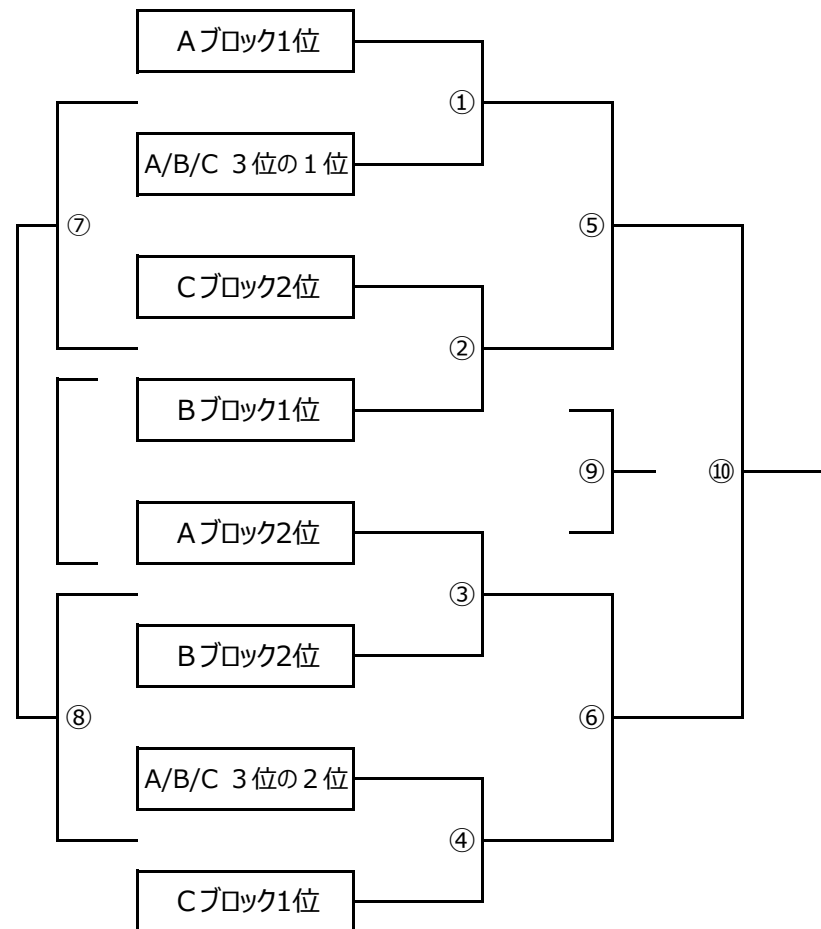 Aブロック1位
①
A/B/C 3位の1位
⑦
⑤
Cブロック2位
②
Bブロック1位
⑨
⑩
Aブロック2位
③
Bブロック2位
⑧
⑥
A/B/C 3位の2位
④
Cブロック1位